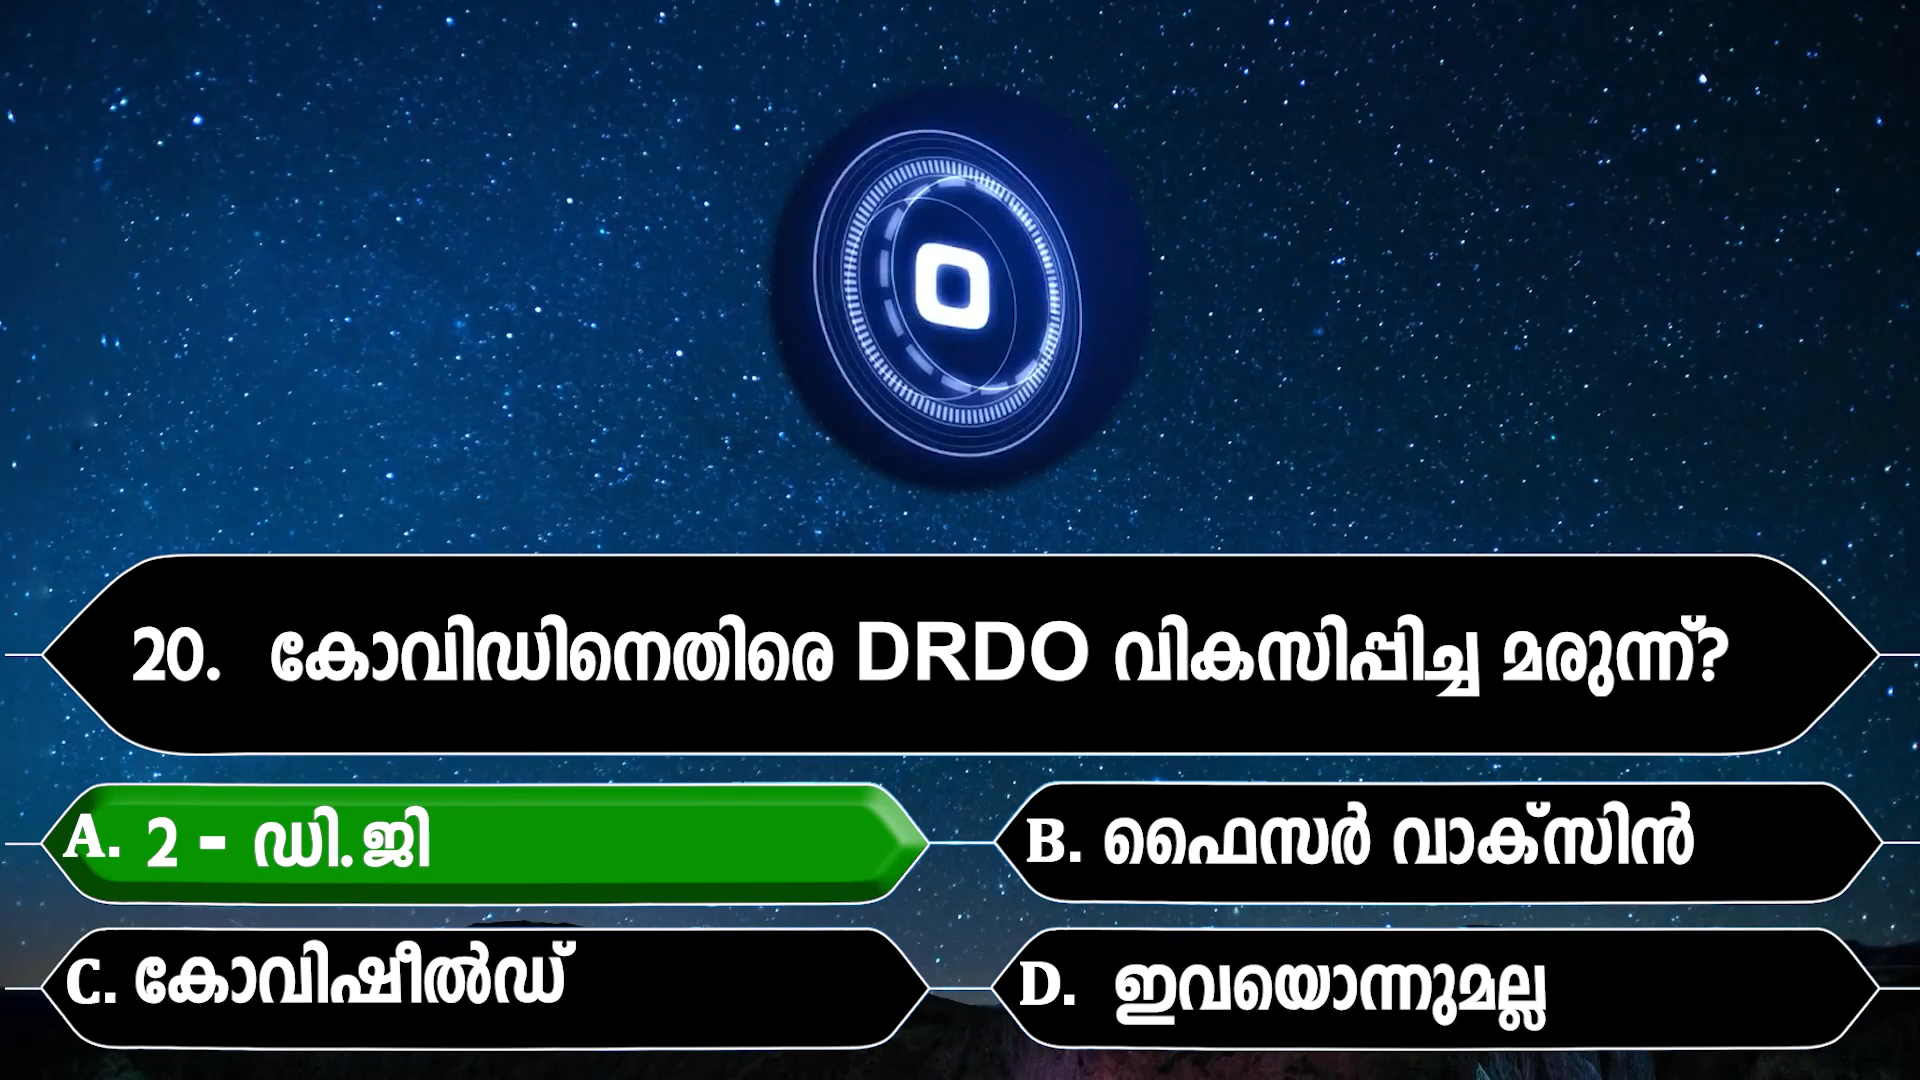 0
20. കോവിഡിനെതിരെ DRDO വികസിപ്പിച്ച മരുന്ന്?
A. 2 - ഡി.ജി
B. ഫൈസർ വാക്സിൻ
C. കോവിഷീൽഡ്
D. ഇവയൊന്നുമല്ല